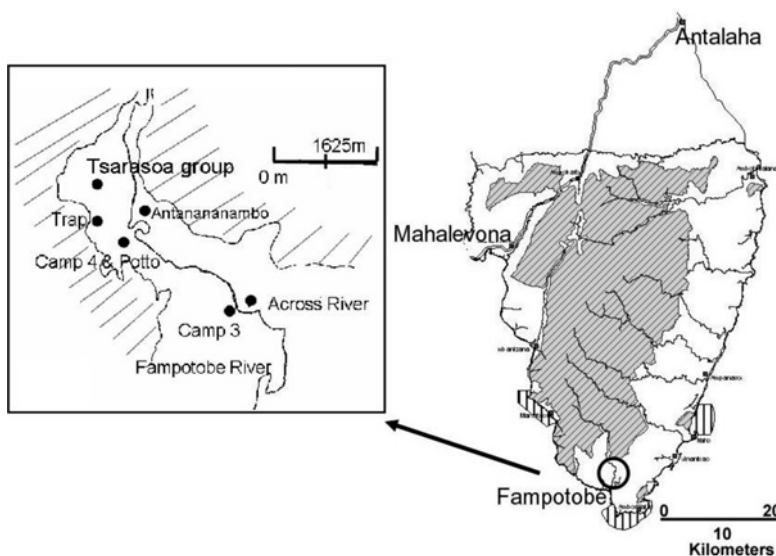 Antalaha
1625m
0 m
Tsarasoa group
Antanananambo
Trap
Camp 4 & Potto
Across River
Camp 3
Fampotobe River
Mahalevona
Fampotobe
0 20
10
Kilometers